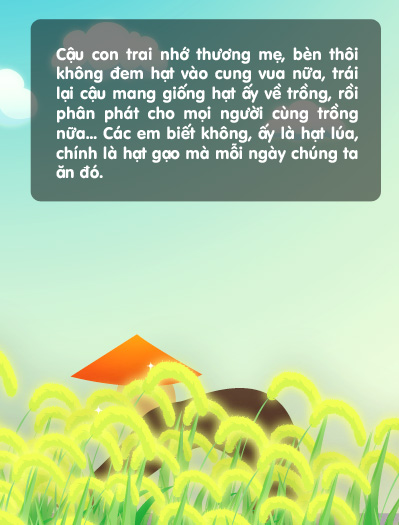 Cậu con trai nhớ thương mẹ, bèn thôi
không đem hạt vào cung vua nữa, trái
lại cậu mang giống hạt ấy về trồng, rồi
phân phát cho mọi người cùng trồng
nữa... Các em biết không, ấy là hạt lúa,
chính là hạt gạo mà mỗi ngày chúng ta
ăn đó.